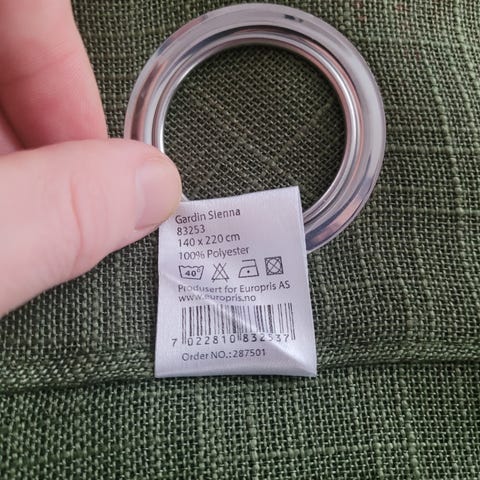 Gardin Sienna
83253
140 x 220 cm
100% Polyester
40°
Produsert for Europris AS
www.europris.no
7 022810 832537
Order NO.:287501